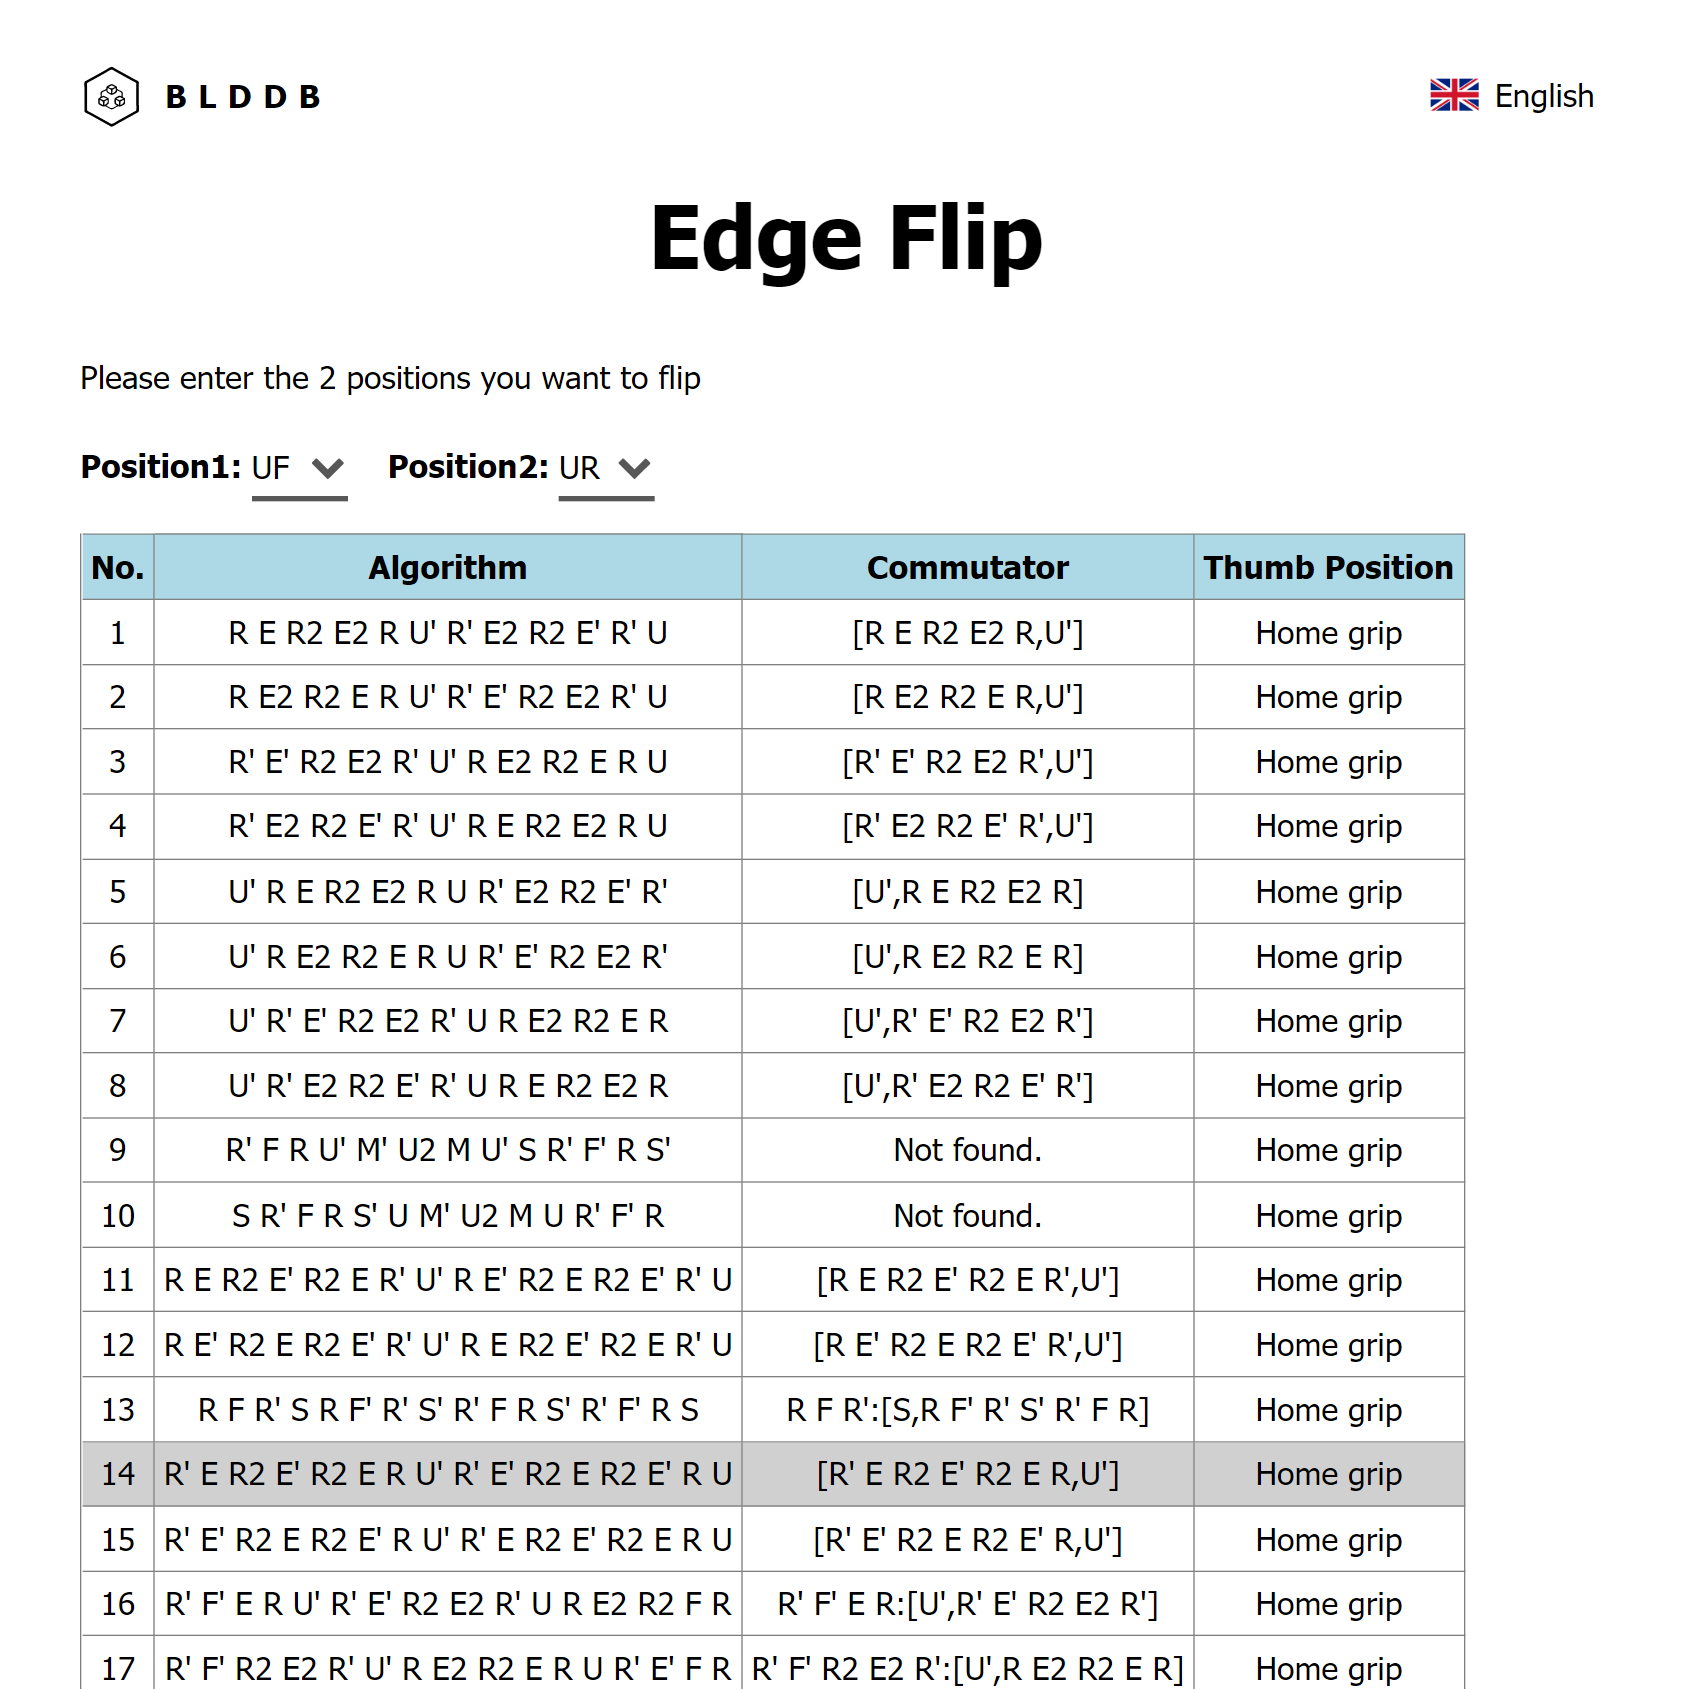 BLDDB
English
Edge Flip
Please enter the 2 positions you want to flip
Position1: UF Position2: UR
No. Algorithm Commutator Thumb Position
1 R E R2 E2 R U' R' E2 R2 E' R' U [R E R2 E2 R,U'] Home grip
2 R E2 R2 E R U' R' E' R2 E2 R' U [R E2 R2 E R,U'] Home grip
3 R' E' R2 E2 R' U' R E2 R2 E R U [R' E' R2 E2 R',U'] Home grip
4 R' E2 R2 E' R' U' R E R2 E2 R U [R' E2 R2 E' R',U'] Home grip
5 U' R E R2 E2 R U R' E2 R2 E' R' [U',R E R2 E2 R] Home grip
6 U' R E2 R2 E R U R' E' R2 E2 R' [U',R E2 R2 E R] Home grip
7 U' R' E' R2 E2 R' U R E2 R2 E R [U',R' E' R2 E2 R'] Home grip
8 U' R' E2 R2 E' R' U R E R2 E2 R [U',R' E2 R2 E' R'] Home grip
9 R' F R U' M' U2 M U' S R' F' R S' Not found. Home grip
10 S R' F R S' U M' U2 M U R' F' R Not found. Home grip
11 R E R2 E' R2 E R' U' R E' R2 E R2 E' R' U [R E R2 E' R2 E R',U'] Home grip
12 R E' R2 E R2 E' R' U' R E R2 E' R2 E R' U [R E' R2 E R2 E' R',U'] Home grip
13 R F R' S R F' R' S' R' F R S' R' F' R S R F R':[S,R F' R' S' R' F R] Home grip
14 R' E R2 E' R2 E R U' R' E' R2 E R2 E' R U [R' E R2 E' R2 E R,U'] Home grip
15 R' E' R2 E R2 E' R U' R' E R2 E' R2 E R U [R' E' R2 E R2 E' R,U'] Home grip
16 R' F' E R U' R' E' R2 E2 R' U R E2 R2 F R R' F' E R:[U',R' E' R2 E2 R'] Home grip
17 R' F' R2 E2 R' U' R E2 R2 E R U R' E' F R R' F' R2 E2 R':[U',R E2 R2 E R] Home grip